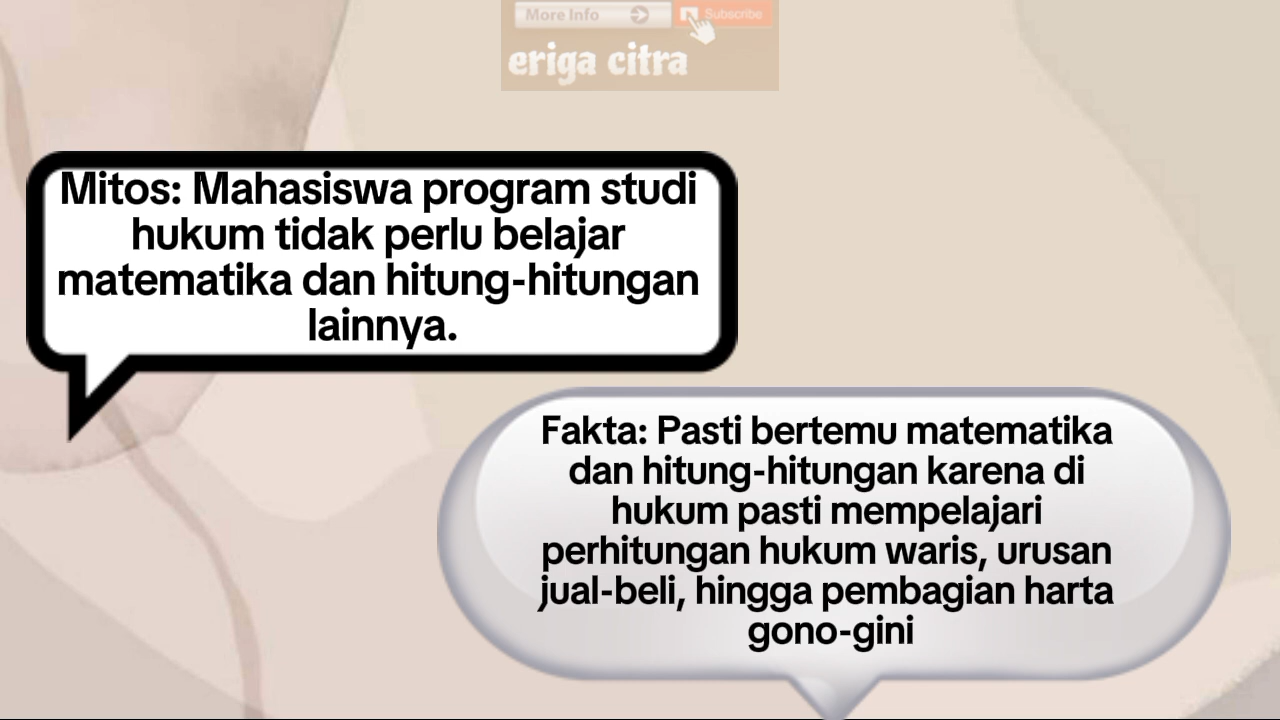 More Info
Subscribe
eriga citra
Mitos: Mahasiswa program studi
hukum tidak perlu belajar
matematika dan hitung-hitungan
lainnya.
Fakta: Pasti bertemu matematika
dan hitung-hitungan karena di
hukum pasti mempelajari
perhitungan hukum waris, urusan
jual-beli, hingga pembagian harta
gono-gini